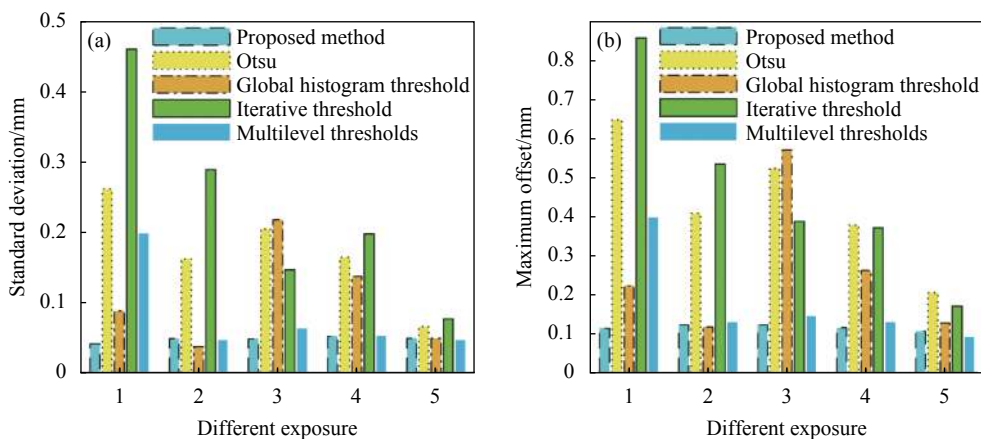 0.5
0.4
0.3
0.2
0.1
0
Standard deviation/mm
(a)
Proposed method
Otsu
Global histogram threshold
Iterative threshold
Multilevel thresholds
1 2 3 4 5
Different exposure
0.8
0.7
0.6
0.5
0.4
0.3
0.2
0.1
0
Maximum offset/mm
(b)
Proposed method
Otsu
Global histogram threshold
Iterative threshold
Multilevel thresholds
1 2 3 4 5
Different exposure